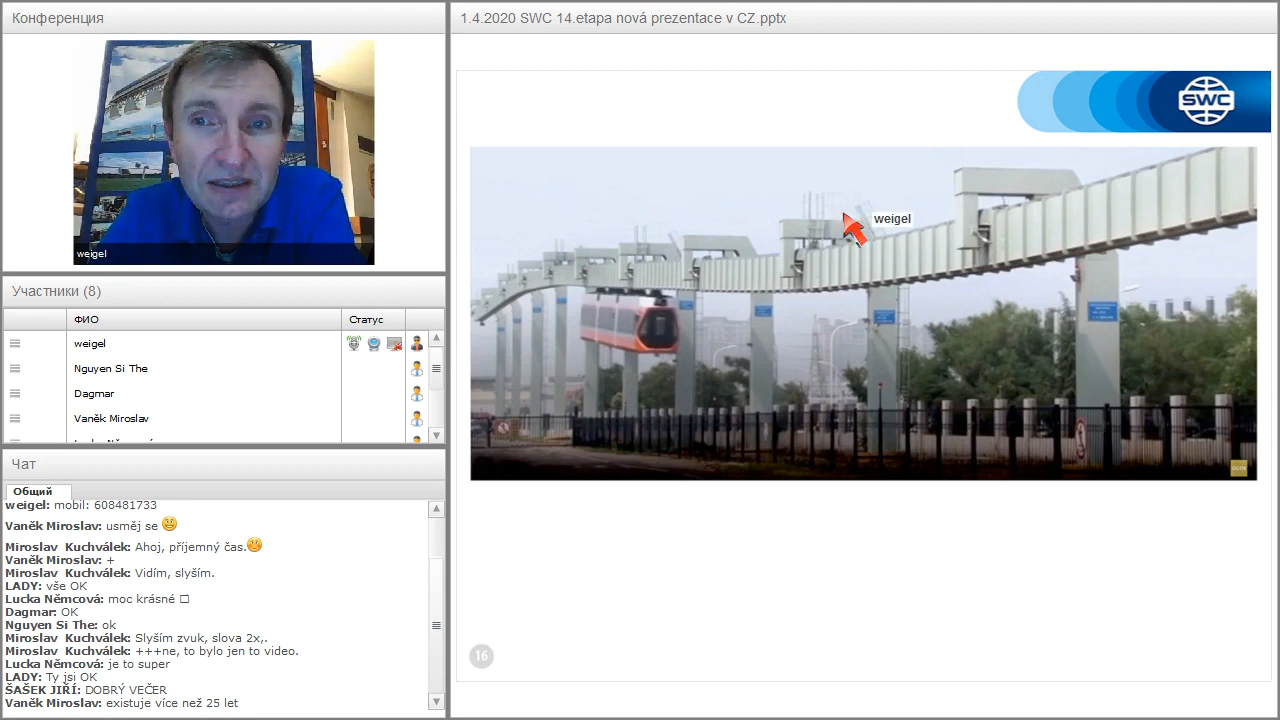 Конференция
weigel
Участники (8)
ФИО
Статус
weigel
Nguyen Si The
Dagmar
Vaněk Miroslav
Чат
Общий
weigel: mobil: 608481733
Vaněk Miroslav: usměj se
Miroslav Kuchválek: Ahoj, příjemný čas.
Vaněk Miroslav: +
Miroslav Kuchválek: Vidím, slyším.
LADY: vše OK
Lucka Němcová: moc krásné □
Dagmar: OK
Nguyen Si The: ok
Miroslav Kuchválek: Slyším zvuk, slova 2x,.
Miroslav Kuchválek: +++ne, to bylo jen to video.
Lucka Němcová: je to super
LADY: Ty jsi OK
ŠAŠEK JIŘÍ: DOBRÝ VEČER
Vaněk Miroslav: existuje více než 25 let
1.4.2020 SWC 14.etapa nová prezentace v CZ.pptx
SWC
weigel
16